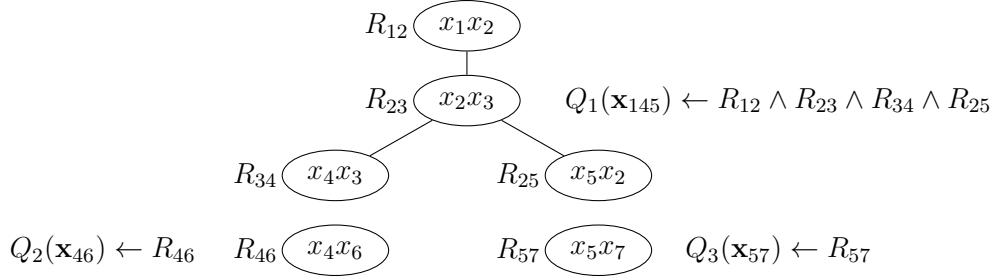 R₁₂ x₁x₂
R₂₃ x₂x₃ Q₁(𝐱₁₄₅) ← R₁₂ ∧ R₂₃ ∧ R₃₄ ∧ R₂₅
R₃₄ x₄x₃ R₂₅ x₅x₂
Q₂(𝐱₄₆) ← R₄₆ R₄₆ x₄x₆ R₅₇ x₅x₇ Q₃(𝐱₅₇) ← R₅₇